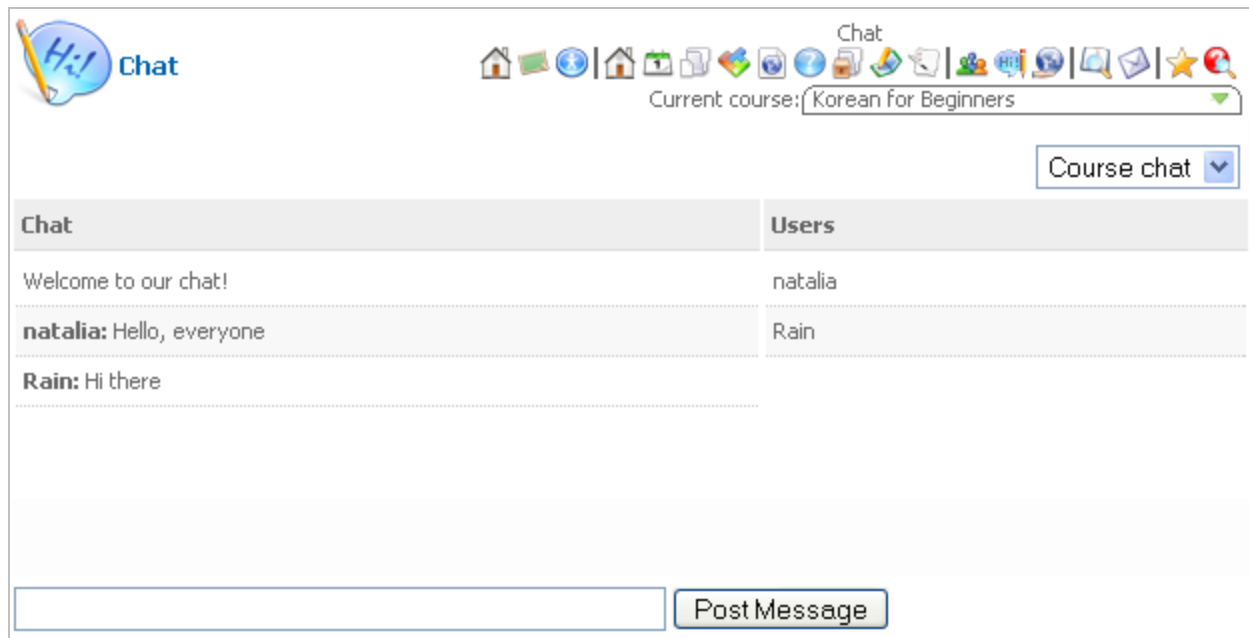 Hi!
Chat
Chat
Current course: Korean for Beginners
Course chat
Chat Users
Welcome to our chat! natalia
natalia: Hello, everyone Rain
Rain: Hi there
Post Message